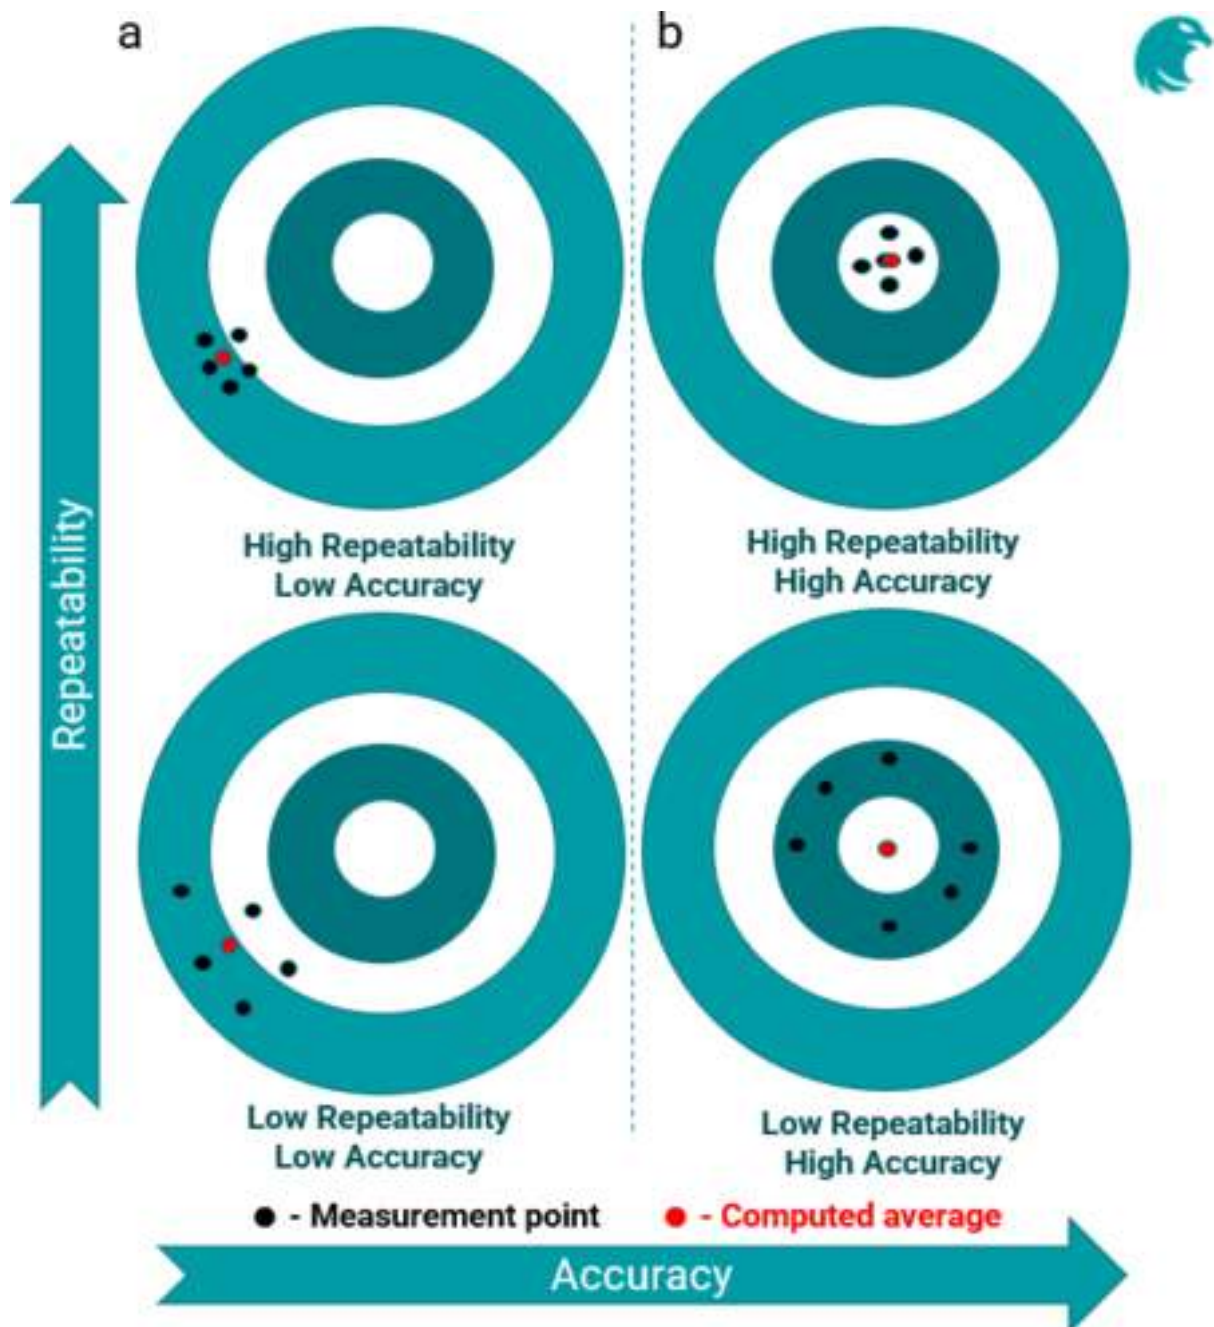 a
b
Repeatability
High Repeatability
Low Accuracy
High Repeatability
High Accuracy
Low Repeatability
Low Accuracy
Low Repeatability
High Accuracy
- Measurement point
- Computed average
Accuracy